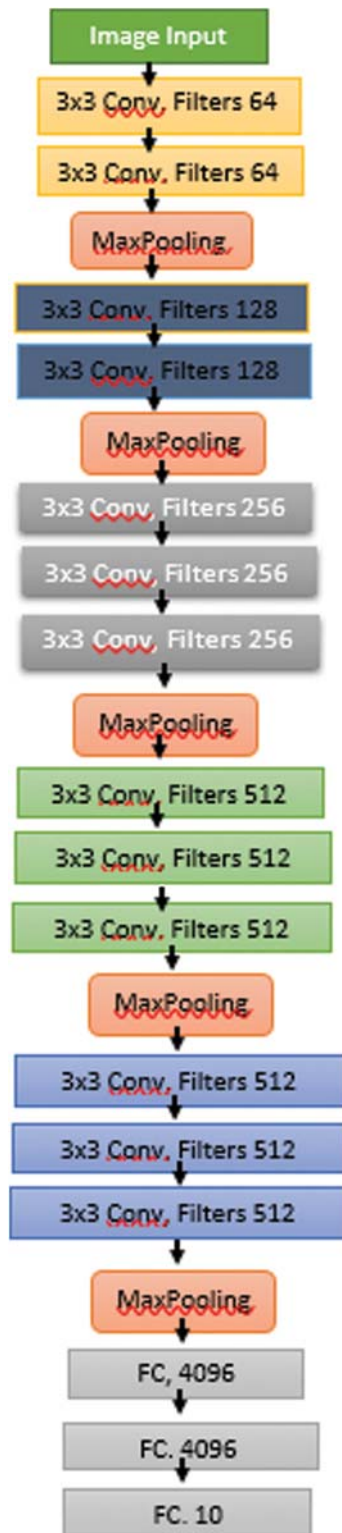 Image Input
3x3 Conv, Filters 64
3x3 Conv. Filters 64
MaxPooling
3x3 Conv. Filters 128
3x3 Conv. Filters 128
MaxPooling
3x3 Conv, Filters 256
3x3 Conv, Filters 256
3x3 Conv, Filters 256
MaxPooling
3x3 Conv, Filters 512
3x3 Conv, Filters 512
3x3 Conv. Filters 512
MaxPooling
3x3 Conv, Filters 512
3x3 Conv. Filters 512
3x3 Conv, Filters 512
MaxPooling
FC, 4096
FC. 4096
FC. 10